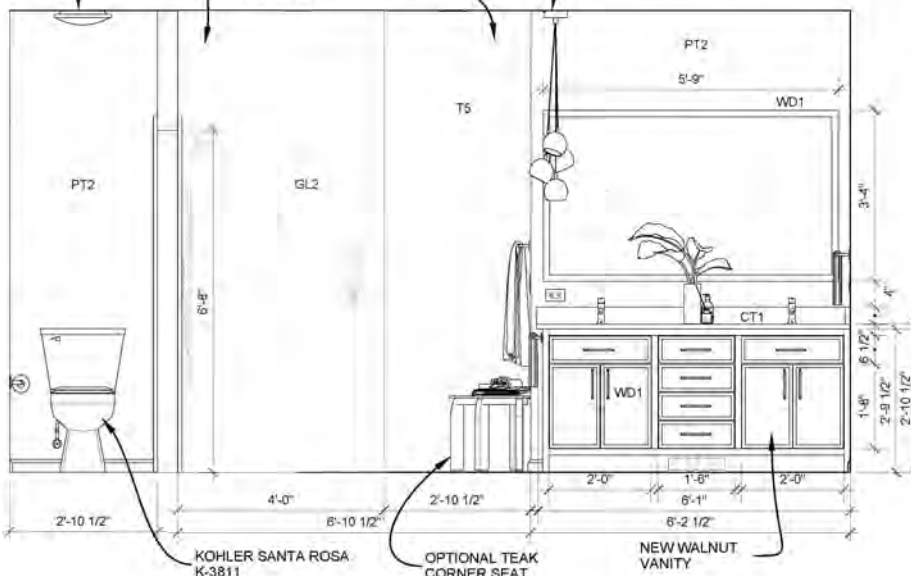 PT2
5'-9"
WD1
T5
PT2
GL2
3'-4"
6'-8"
4"
CT1
6 1/2"
WD1
1'-8"
2'-9 1/2"
2'-10 1/2"
2'-0"
1'-6"
2'-0"
4'-0"
2'-10 1/2"
6'-1"
2'-10 1/2"
6'-10 1/2"
6'-2 1/2"
KOHLER SANTA ROSA
K-3811
OPTIONAL TEAK
CORNER SEAT
NEW WALNUT
VANITY